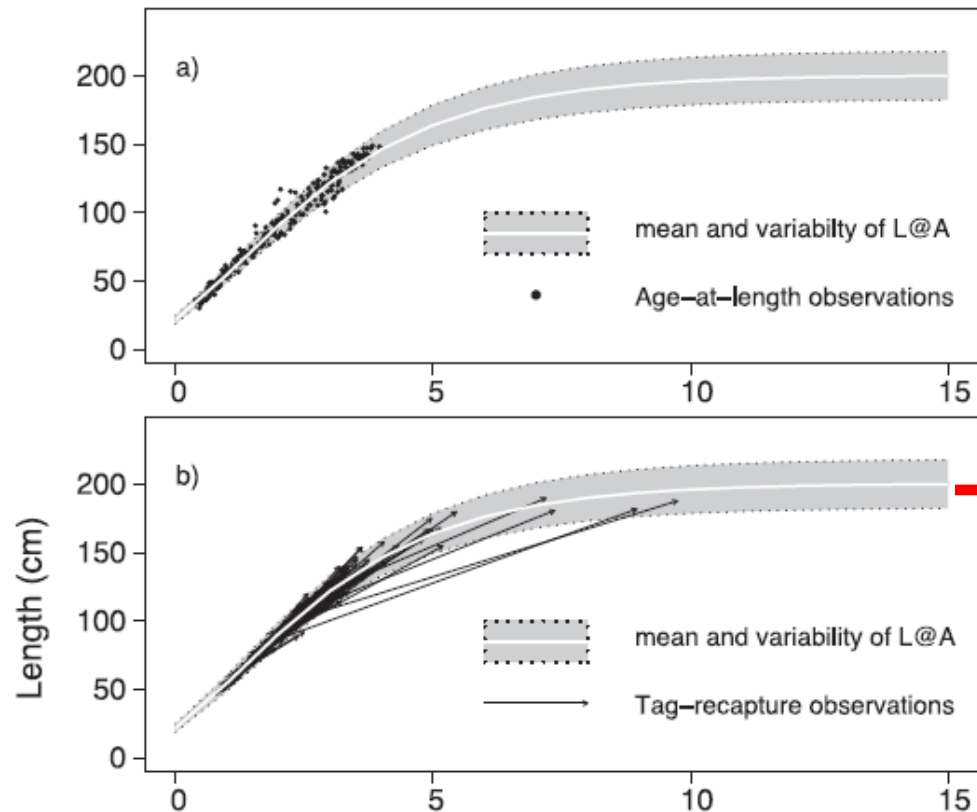 a)
200
150
100
50
0
mean and variabilty of L@A
Age–at–length observations
0 5 10 15
b)
Length (cm)
200
150
100
50
0
mean and variability of L@A
Tag–recapture observations
0 5 10 15